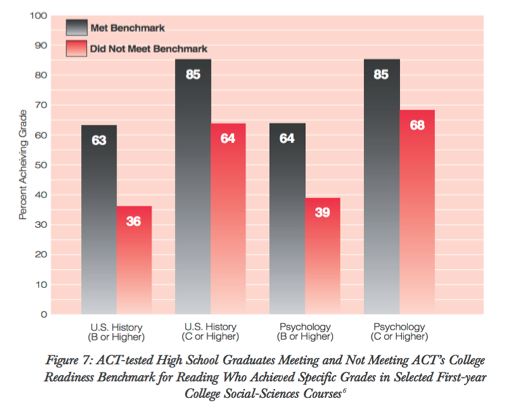 100
90
80
70
60
50
40
30
20
10
0
Percent Acheiving Grade
Met Benchmark
Did Not Meet Benchmark
63
36
85
64
64
39
85
68
U.S. History
(B or Higher)
U.S. History
(C or Higher)
Psychology
(B or Higher)
Psychology
(C or Higher)
Figure 7: ACT-tested High School Graduates Meeting and Not Meeting ACT's College
Readiness Benchmark for Reading Who Achieved Specific Grades in Selected First-year
College Social-Sciences Courses⁶